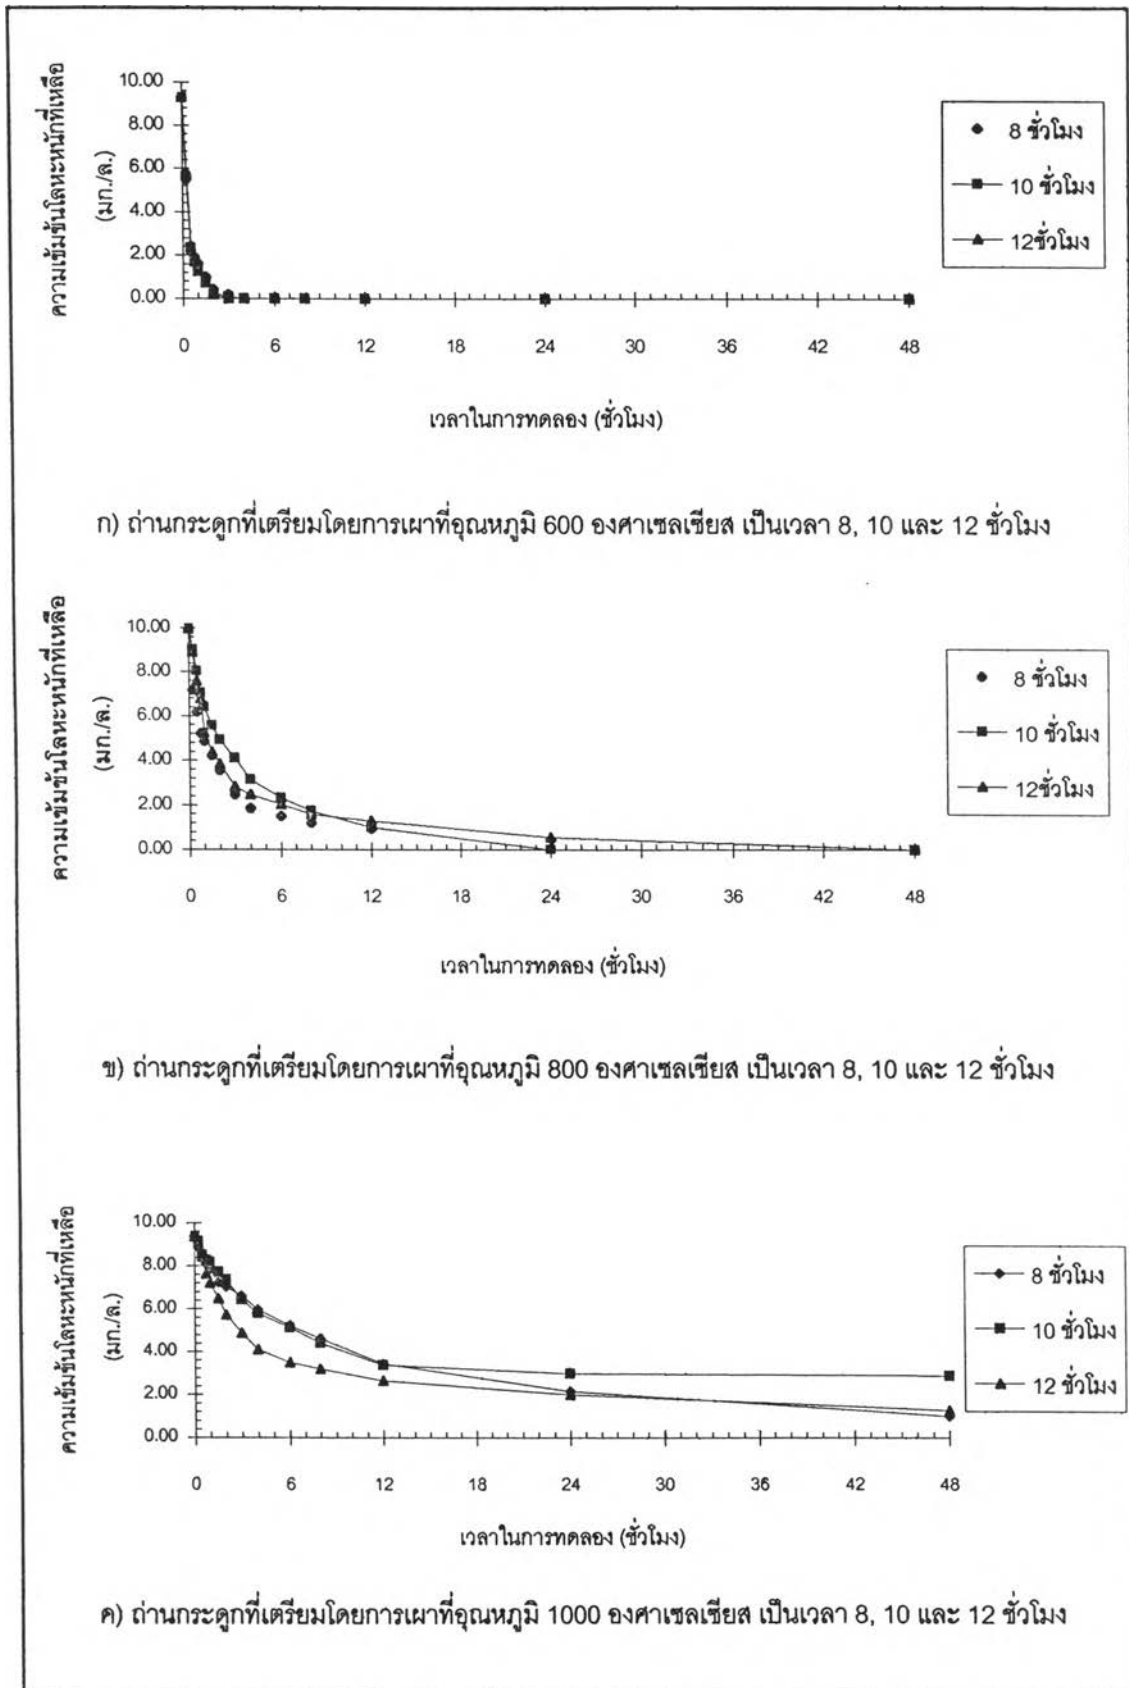 ความเข้มข้นโลหะหนักที่เหลือ
(มก./ล.)
10.00
8.00
6.00
4.00
2.00
0.00
0 6 12 18 24 30 36 42 48
เวลาในการทดลอง (ชั่วโมง)
8 ชั่วโมง
10 ชั่วโมง
12ชั่วโมง
ก) ถ่านกระดูกที่เตรียมโดยการเผาที่อุณหภูมิ 600 องศาเซลเซียส เป็นเวลา 8, 10 และ 12 ชั่วโมง
ความเข้มข้นโลหะหนักที่เหลือ
(มก./ล.)
10.00
8.00
6.00
4.00
2.00
0.00
0 6 12 18 24 30 36 42 48
เวลาในการทดลอง (ชั่วโมง)
8 ชั่วโมง
10 ชั่วโมง
12ชั่วโมง
ข) ถ่านกระดูกที่เตรียมโดยการเผาที่อุณหภูมิ 800 องศาเซลเซียส เป็นเวลา 8, 10 และ 12 ชั่วโมง
ความเข้มข้นโลหะหนักที่เหลือ
(มก./ล.)
10.00
8.00
6.00
4.00
2.00
0.00
0 6 12 18 24 30 36 42 48
เวลาในการทดลอง (ชั่วโมง)
8 ชั่วโมง
10 ชั่วโมง
12 ชั่วโมง
ค) ถ่านกระดูกที่เตรียมโดยการเผาที่อุณหภูมิ 1000 องศาเซลเซียส เป็นเวลา 8, 10 และ 12 ชั่วโมง